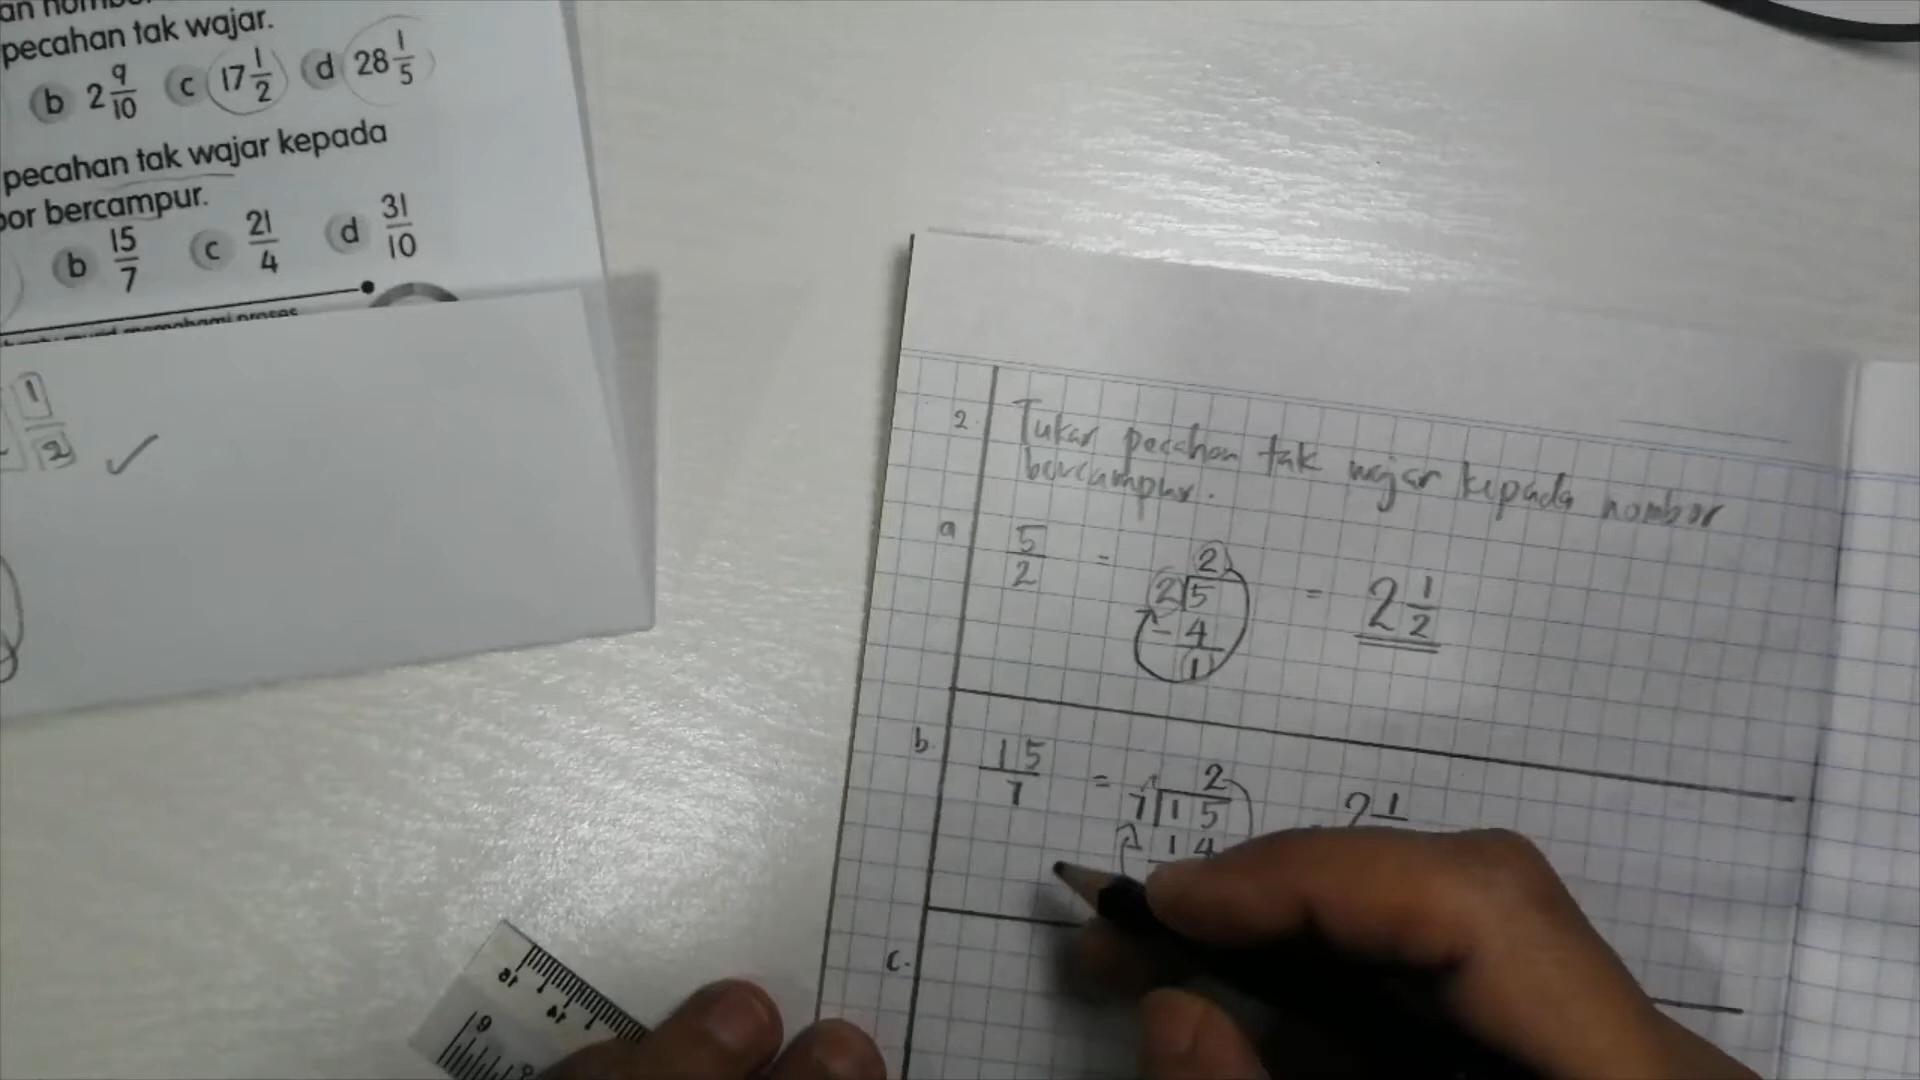 pecahan tak wajar.
b 2 9/10 c 17 1/2 d 28 1/5
pecahan tak wajar kepada
bercampur.
b 15/7 c 21/4 d 31/10
1
2
2. Tukar pecahan tak wajar kepada nombor
bercampur.
a 5/2 = 2
2 5 = 2 1/2
- 4
1
b. 15/7 = 2
7 15 2 1
14
c.